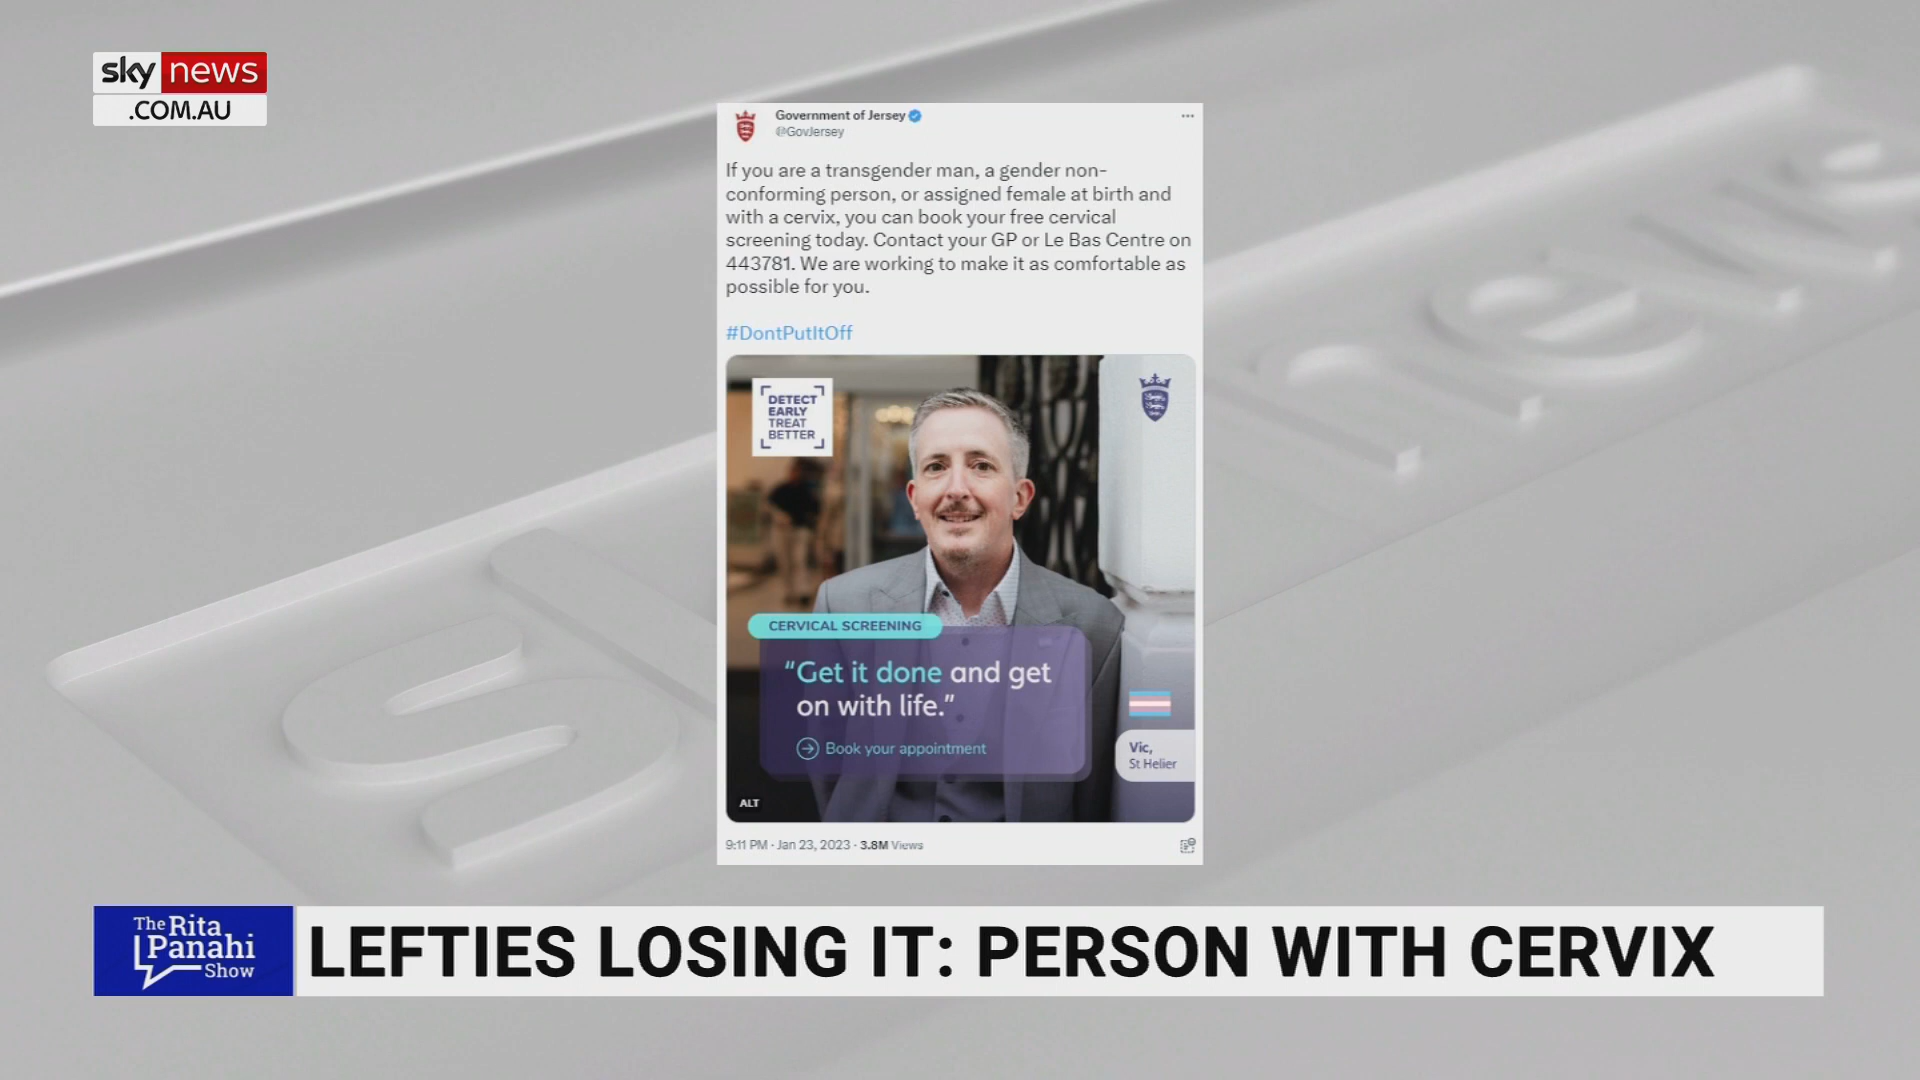 sky news
.COM.AU
Government of Jersey
@GovJersey
If you are a transgender man, a gender non-
conforming person, or assigned female at birth and
with a cervix, you can book your free cervical
screening today. Contact your GP or Le Bas Centre on
443781. We are working to make it as comfortable as
possible for you.
#DontPutItOff
DETECT
EARLY
TREAT
BETTER
CERVICAL SCREENING
“Get it done and get
on with life.”
Book your appointment
Vic,
St Helier
ALT
9:11 PM · Jan 23, 2023 · 3.8M Views
The Rita
Panahi
Show
LEFTIES LOSING IT: PERSON WITH CERVIX